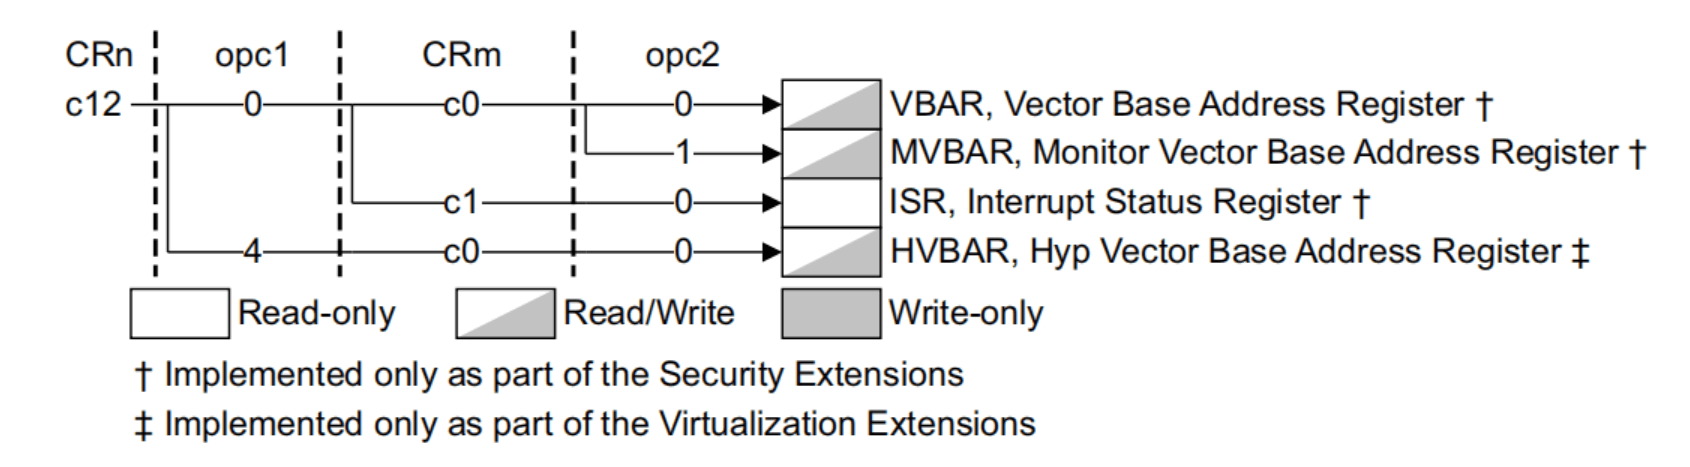 CRn opc1 CRm opc2
c12 0 c0 0 VBAR, Vector Base Address Register †
1 MVBAR, Monitor Vector Base Address Register †
c1 0 ISR, Interrupt Status Register †
4 c0 0 HVBAR, Hyp Vector Base Address Register ‡
Read-only Read/Write Write-only
† Implemented only as part of the Security Extensions
‡ Implemented only as part of the Virtualization Extensions